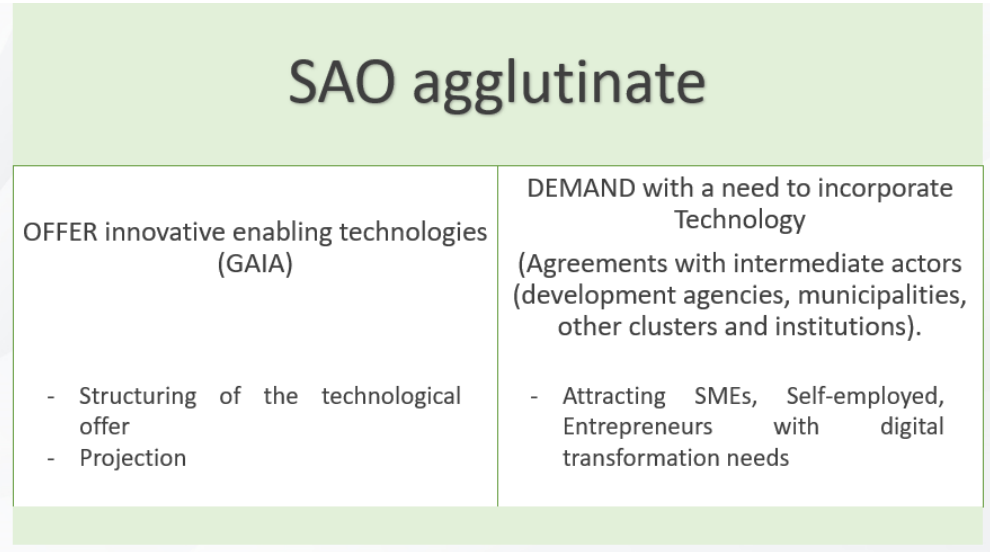 SAO agglutinate
OFFER innovative enabling technologies
(GAIA)
- Structuring of the technological
offer
- Projection
DEMAND with a need to incorporate
Technology
(Agreements with intermediate actors
(development agencies, municipalities,
other clusters and institutions).
- Attracting SMEs, Self-employed,
Entrepreneurs with digital
transformation needs